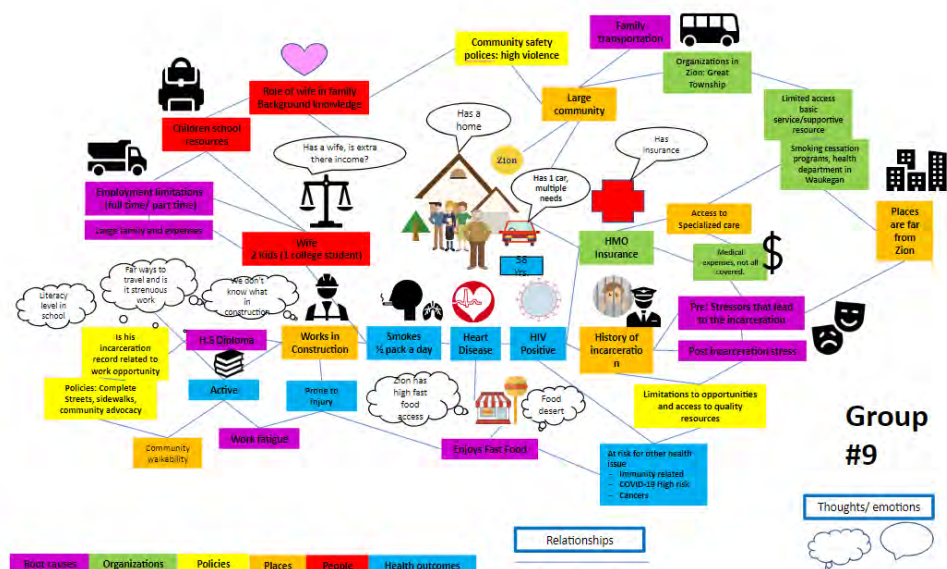 Family
transportation
Community safety
polices: high violence
Organizations in
Zion: Great
Township
Role of wife in family
Background knowledge
Large
community
Limited access
basic
service/supportive
resource
Has a
home
Children school
resources
Has
Insurance
Has a wife, is extra
there income?
Zion
Smoking cessation
programs, health
department in
Waukegan
Has 1 car,
multiple
needs
Employment limitations
(full time/ part time)
Large family and expenses
Access to
Specialized care
Places
are far
from
Zion
Wife
2 Kids (1 college student)
HMO
Insurance
Medical
expenses, not all
covered.
$
58
Yrs.
Far ways to
travel and is
it strenuous
work
We don't
know what
in
construction
Literacy
level in
school
Pre! Stressors that lead
to the incarceration
H.S Diploma
Works in
Construction
Smokes
½ pack a day
Heart
Disease
HIV
Positive
History of
incarceratio
n
Post incarceration stress
Is his
incarceration
record related to
work opportunity
Policies: Complete
Streets, sidewalks,
community advocacy
Active
Prone to
Injury
Zion has
high fast
food
access
Food
desert
Limitations to opportunities
and access to quality
resources
Group
#9
Community
walkability
Work fatigue
Enjoys Fast Food
At risk for other health
issue
- Immunity related
- COVID-19 High risk
- Cancers
Thoughts/ emotions
Relationships
Root causes
Organizations
Policies
Places
People
Health outcomes